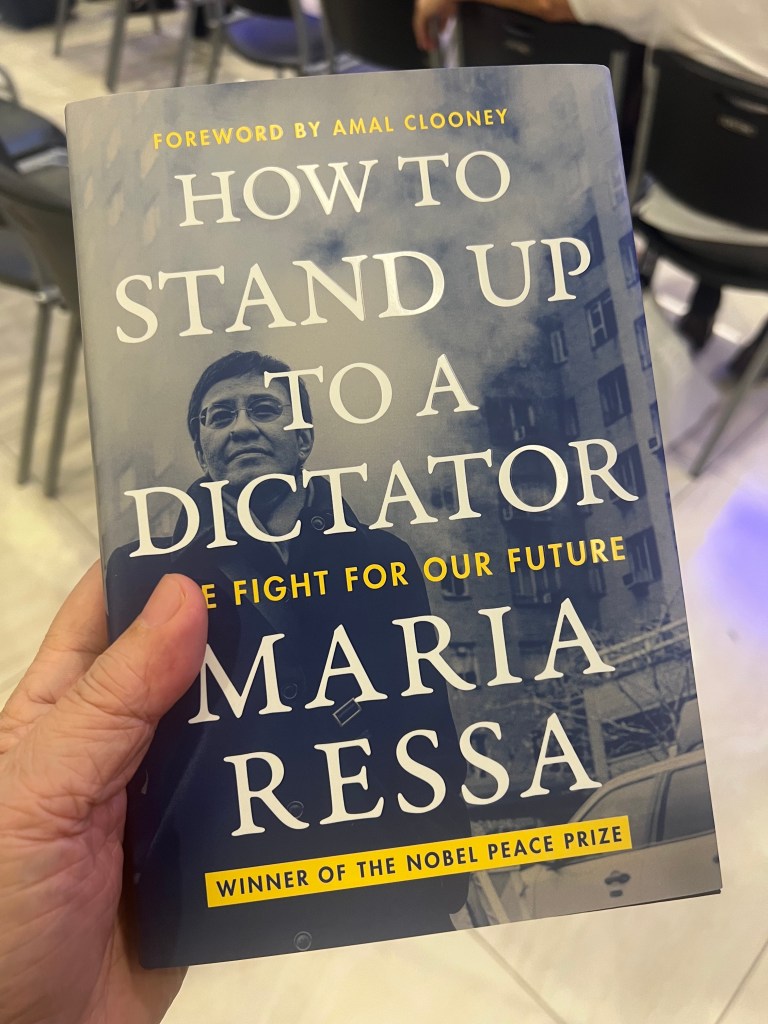 FOREWORD BY AMAL CLOONEY
HOW TO
STAND UP
TO A
DICTATOR
E FIGHT FOR OUR FUTURE
MARIA
RESSA
WINNER OF THE NOBEL PEACE PRIZE